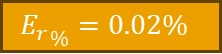 E_{r_%} = 0.02%